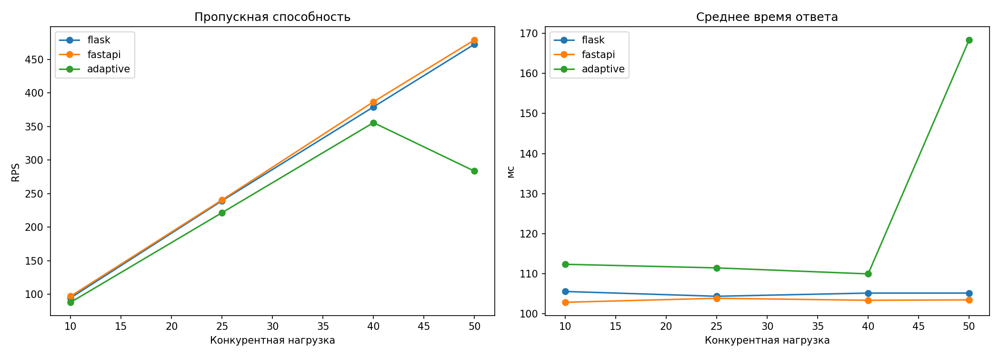 Пропускная способность
flask
fastapi
adaptive
450
400
350
300
250
200
150
100
RPS
10 15 20 25 30 35 40 45 50
Конкурентная нагрузка
Среднее время ответа
flask
fastapi
adaptive
170
160
150
140
130
120
110
100
мс
10 15 20 25 30 35 40 45 50
Конкурентная нагрузка